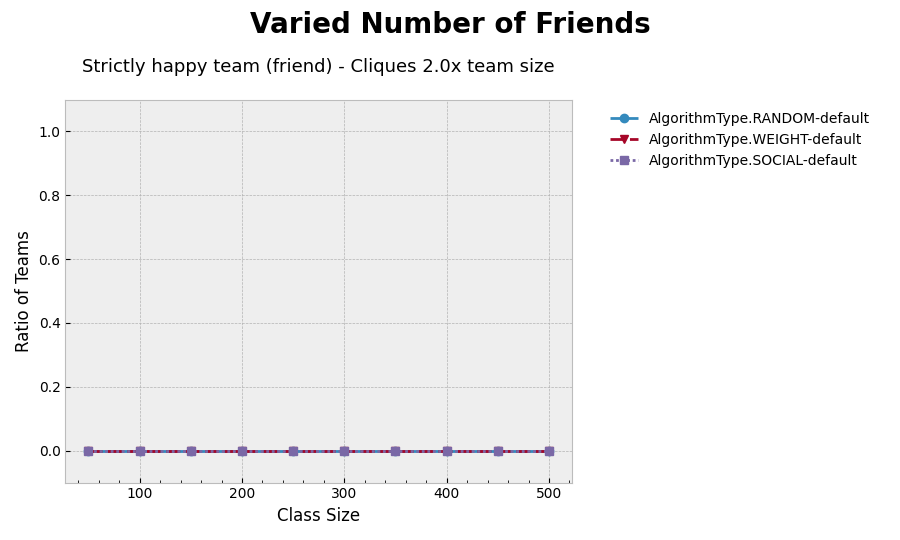 Varied Number of Friends
Strictly happy team (friend) - Cliques 2.0x team size
AlgorithmType.RANDOM-default
AlgorithmType.WEIGHT-default
AlgorithmType.SOCIAL-default
Ratio of Teams
1.0
0.8
0.6
0.4
0.2
0.0
100 200 300 400 500
Class Size